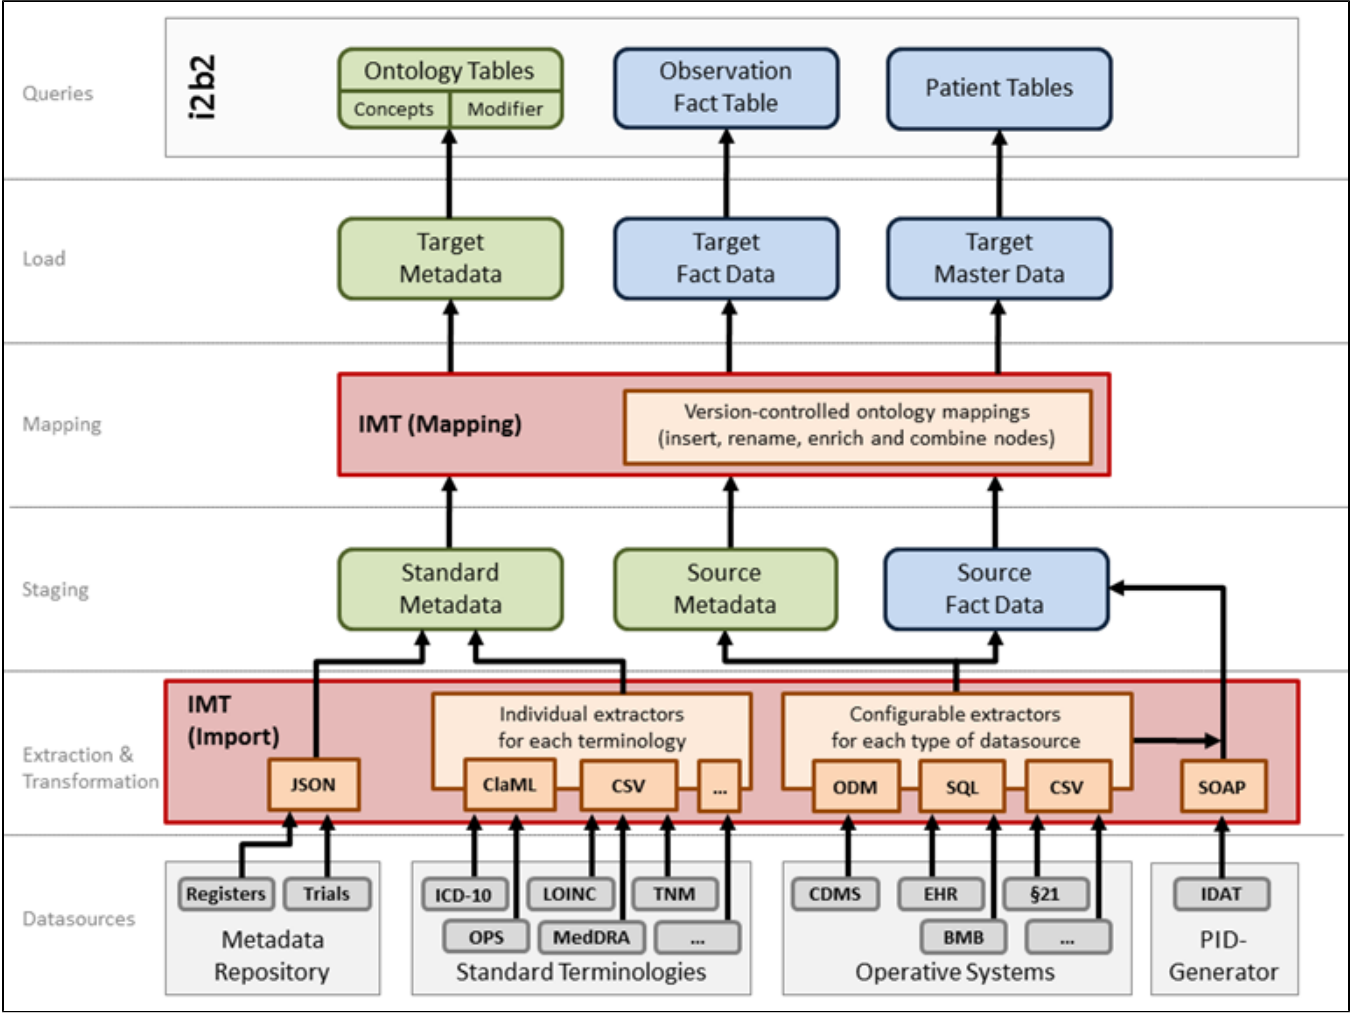 Queries
i2b2
Ontology Tables
Concepts
Modifier
Observation
Fact Table
Patient Tables
Load
Target
Metadata
Target
Fact Data
Target
Master Data
Mapping
IMT (Mapping)
Version-controlled ontology mappings
(insert, rename, enrich and combine nodes)
Staging
Standard
Metadata
Source
Metadata
Source
Fact Data
Extraction &
Transformation
IMT
(Import)
JSON
Individual extractors
for each terminology
ClaML
CSV
...
Configurable extractors
for each type of datasource
ODM
SQL
CSV
SOAP
Datasources
Registers
Trials
Metadata
Repository
ICD-10
LOINC
TNM
OPS
MedDRA
...
Standard Terminologies
CDMS
EHR
§21
BMB
...
Operative Systems
IDAT
PID-
Generator